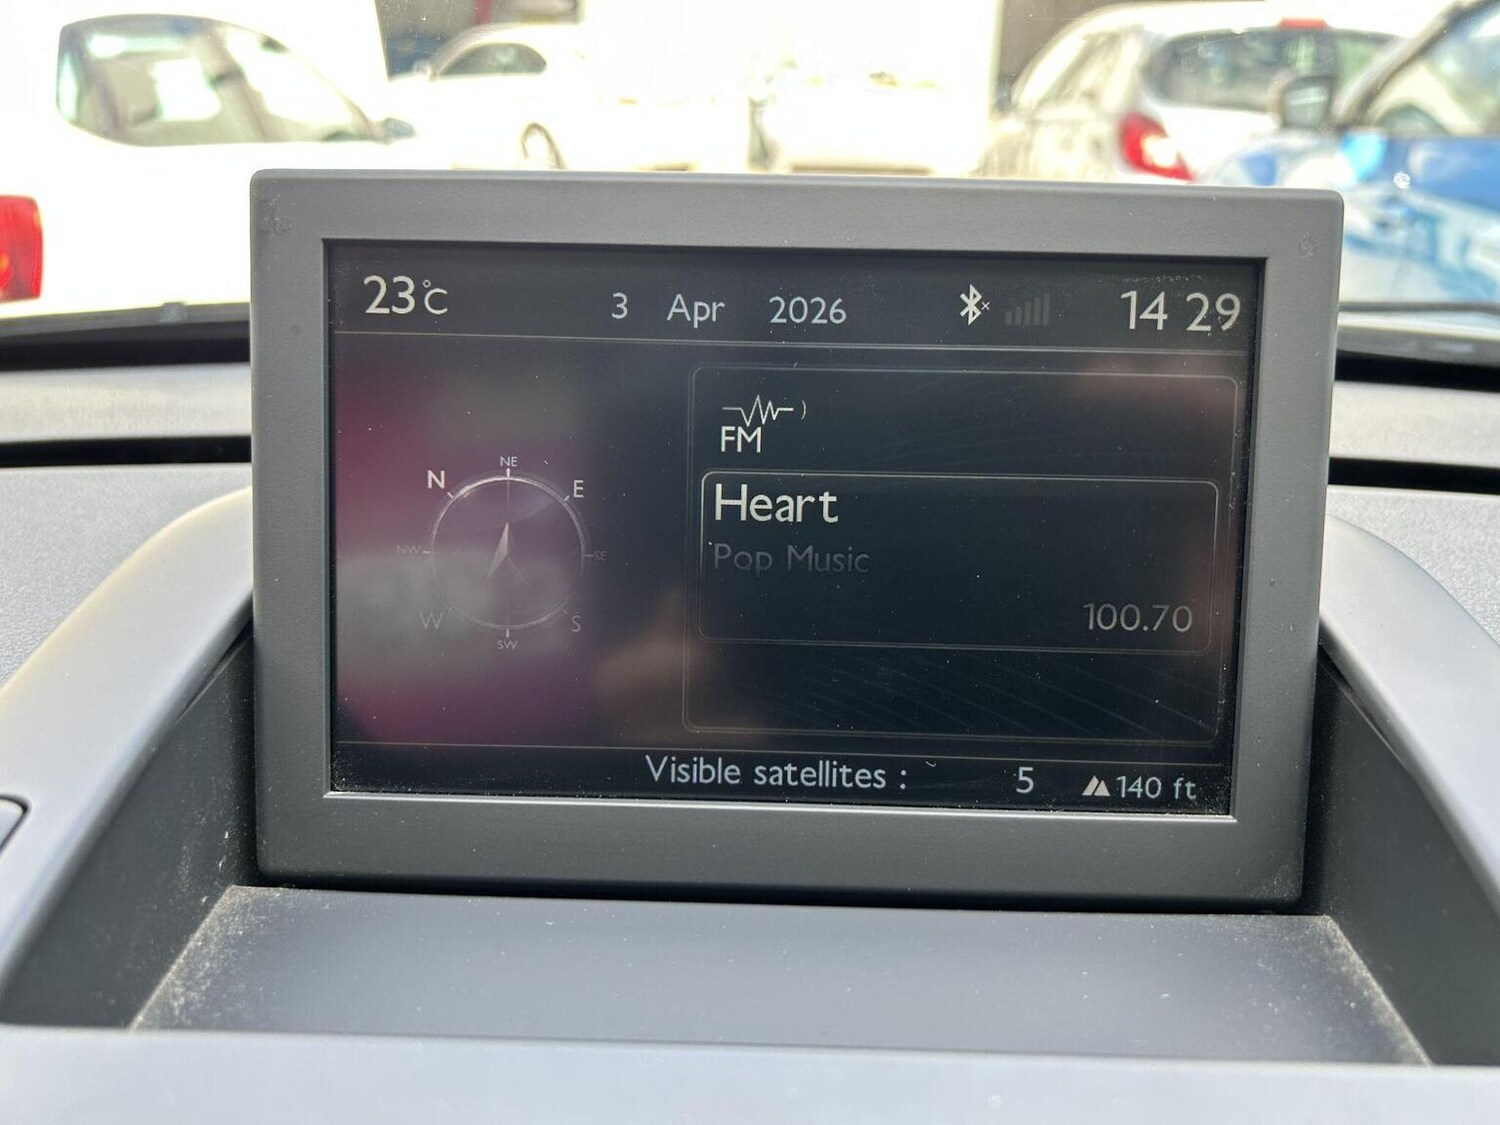 23°C 3 Apr 2026 14 29
FM
Heart
Pop Music
100.70
NE
N E
NW SE
W S
SW
Visible satellites : 5 140 ft